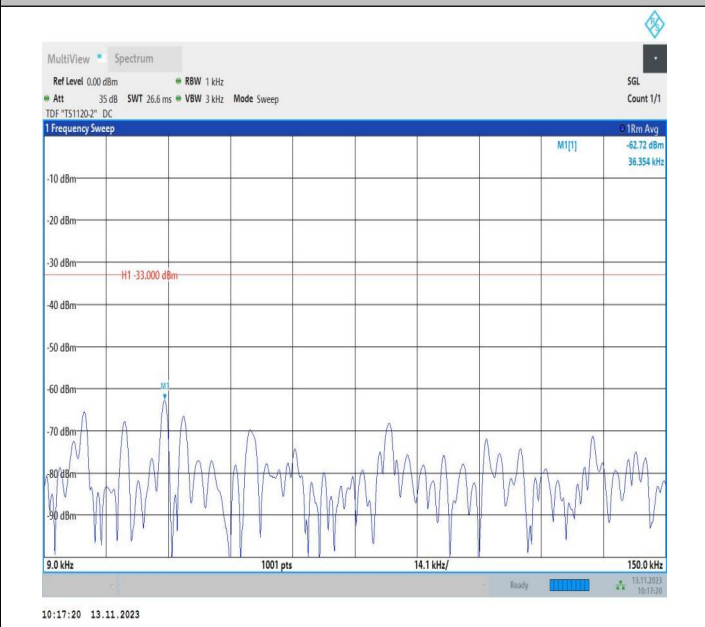 R&S
MultiView Spectrum
Ref Level 0.00 dBm RBW 1 kHz SGL
Att 35 dB SWT 26.6 ms VBW 3 kHz Mode Sweep Count 1/1
TDF "TS1120-2" DC
1 Frequency Sweep 1Rm Avg
M1[1] -62.72 dBm
36.354 kHz
-10 dBm
-20 dBm
-30 dBm
H1 -33.000 dBm
-40 dBm
-50 dBm
-60 dBm
M1
-70 dBm
-80 dBm
-90 dBm
9.0 kHz 1001 pts 14.1 kHz/ 150.0 kHz
Ready 13.11.2023
10:17:20
10:17:20 13.11.2023